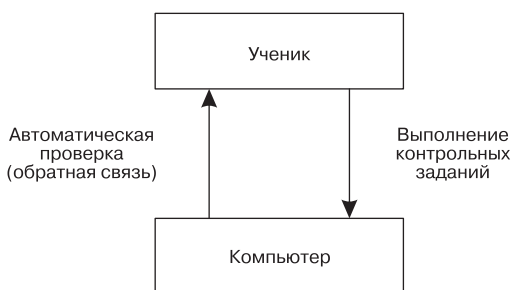 Ученик
Автоматическая
проверка
(обратная связь)
Выполнение
контрольных
заданий
Компьютер